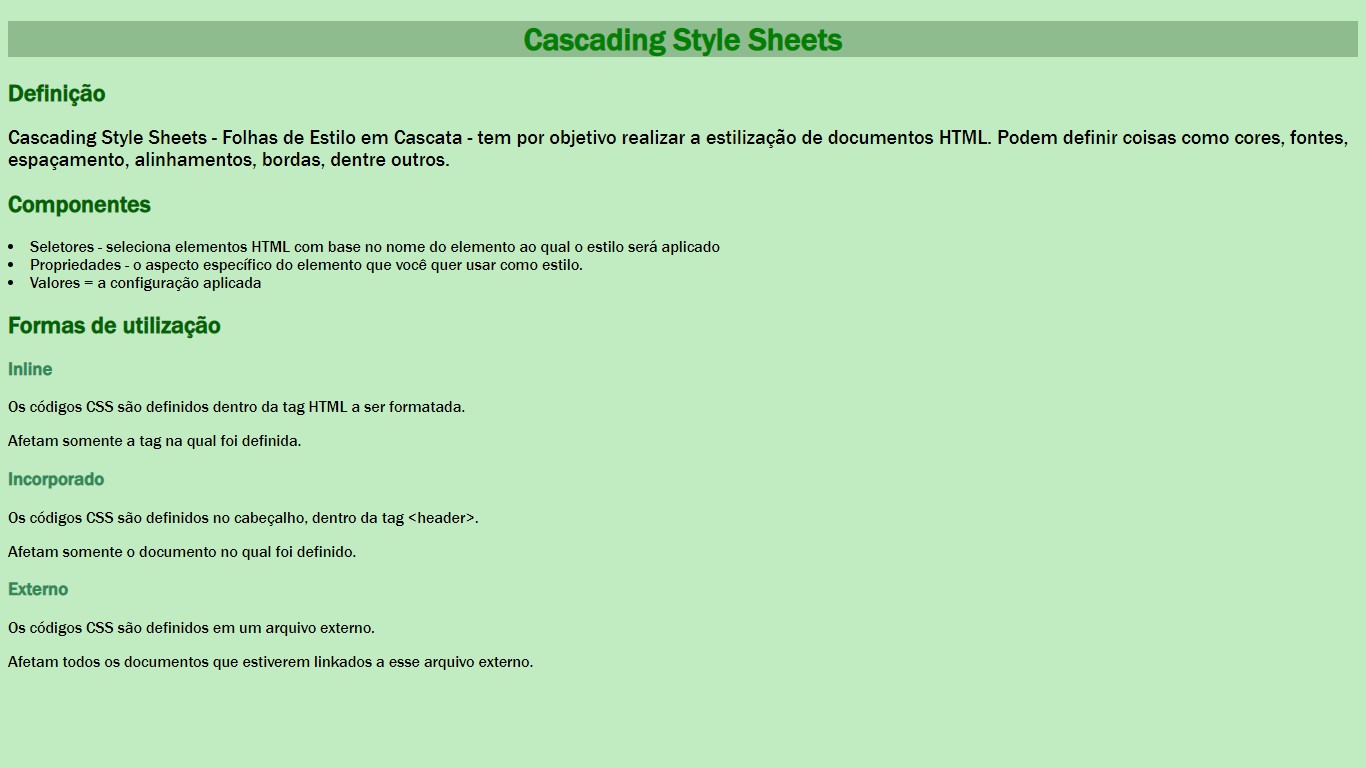 Cascading Style Sheets
Definição
Cascading Style Sheets - Folhas de Estilo em Cascata - tem por objetivo realizar a estilização de documentos HTML. Podem definir coisas como cores, fontes,
espaçamento, alinhamentos, bordas, dentre outros.
Componentes
• Seletores - seleciona elementos HTML com base no nome do elemento ao qual o estilo será aplicado
• Propriedades - o aspecto específico do elemento que você quer usar como estilo.
• Valores = a configuração aplicada
Formas de utilização
Inline
Os códigos CSS são definidos dentro da tag HTML a ser formatada.
Afetam somente a tag na qual foi definida.
Incorporado
Os códigos CSS são definidos no cabeçalho, dentro da tag <header>.
Afetam somente o documento no qual foi definido.
Externo
Os códigos CSS são definidos em um arquivo externo.
Afetam todos os documentos que estiverem linkados a esse arquivo externo.